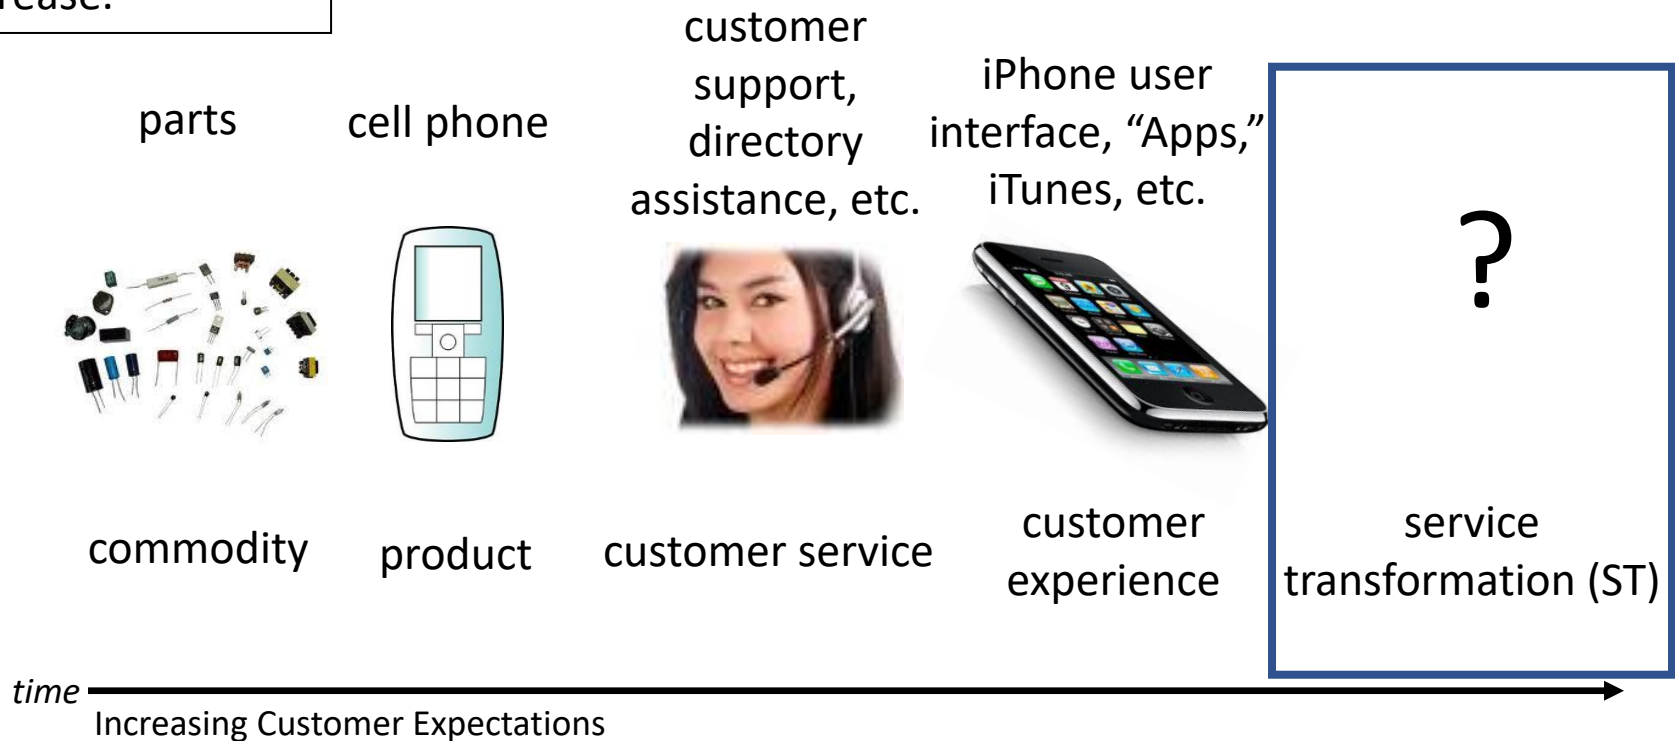 rease.
parts
cell phone
customer
support,
directory
assistance, etc.
iPhone user
interface, “Apps,”
iTunes, etc.
?
commodity
product
customer service
customer
experience
service
transformation (ST)
time
Increasing Customer Expectations